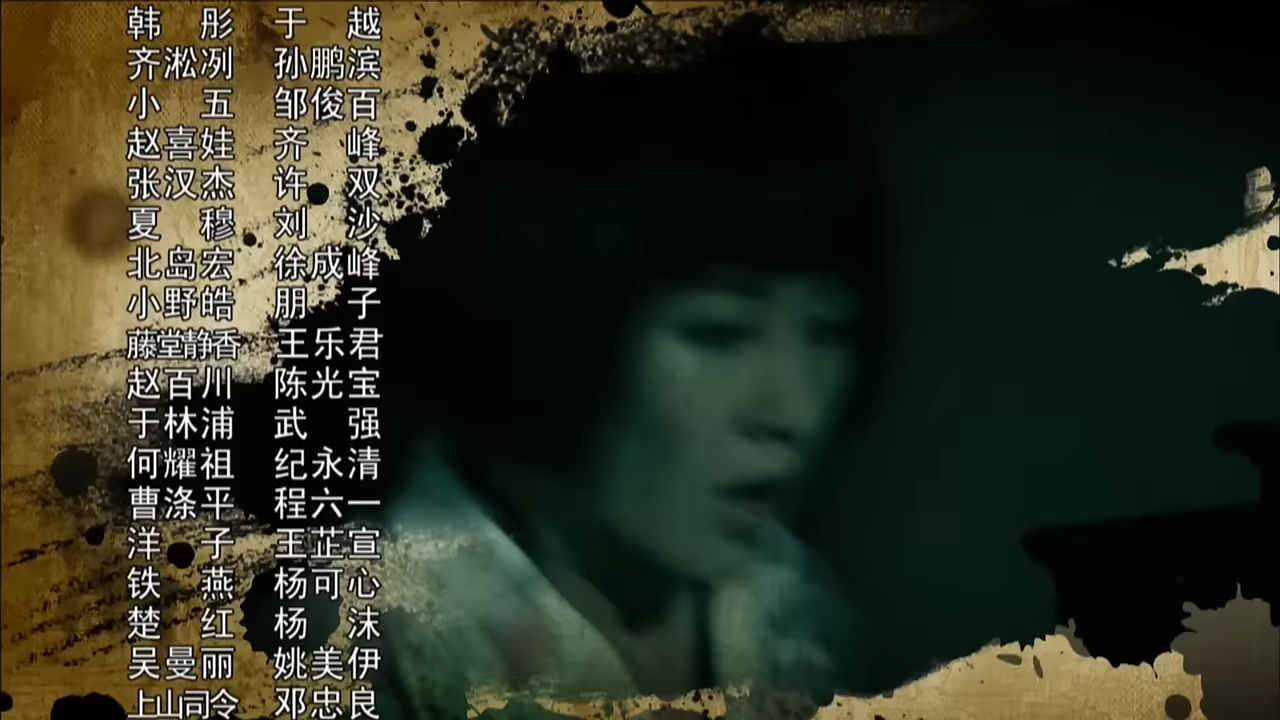 韩彤 于越
齐淞冽 孙鹏滨
小五 邹俊百
赵喜娃 齐峰
张汉杰 许双
夏穆 刘沙
北岛宏 徐成峰
小野皓 朋子
藤堂静香 王乐君
赵百川 陈光宝
于林浦 武强
何耀祖 纪永清
曹涤平 程六一
洋子 王芷宣
铁燕 杨可心
楚红 杨沫
吴曼丽 姚美伊
上山司令 邓忠良